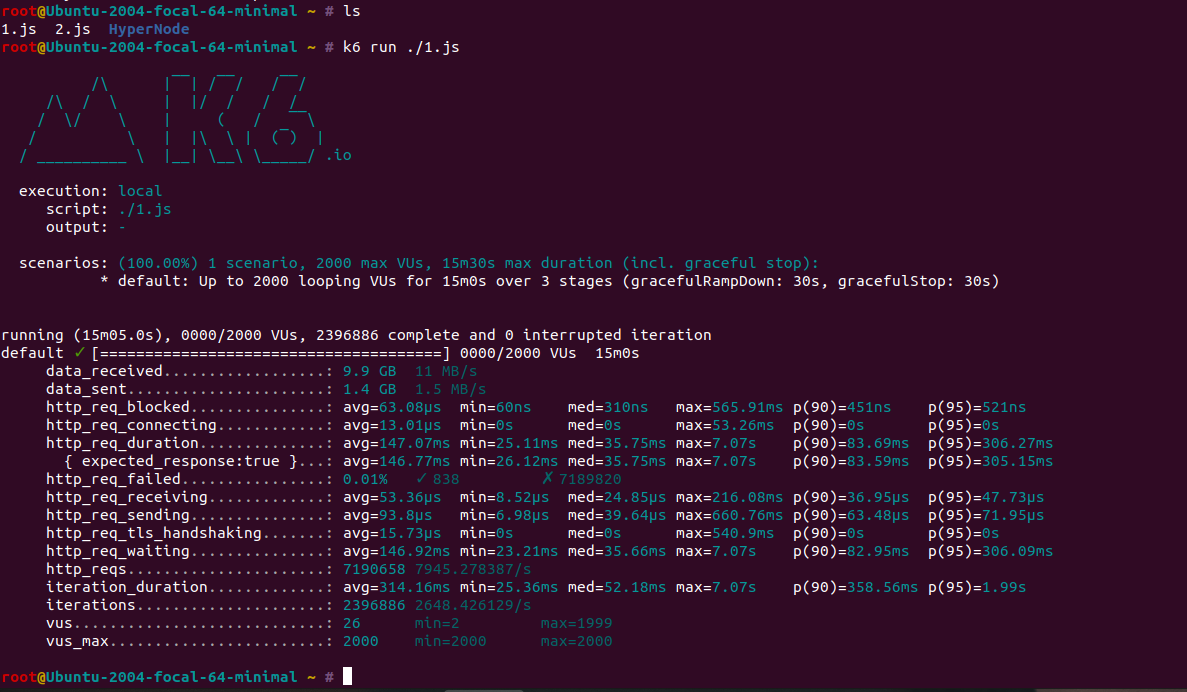 root@Ubuntu-2004-focal-64-minimal ~ # ls
1.js  2.js  HyperNode
root@Ubuntu-2004-focal-64-minimal ~ # k6 run ./1.js
K6
.io
execution: local
script: ./1.js
output: -
scenarios: (100.00%) 1 scenario, 2000 max VUs, 15m30s max duration (incl. graceful stop):
* default: Up to 2000 looping VUs for 15m0s over 3 stages (gracefulRampDown: 30s, gracefulStop: 30s)
running (15m05.0s), 0000/2000 VUs, 2396886 complete and 0 interrupted iteration
default ✓ [======================================] 0000/2000 VUs  15m0s
data_received..................: 9.9 GB  11 MB/s
data_sent......................: 1.4 GB  1.5 MB/s
http_req_blocked...............: avg=63.08µs  min=60ns    med=310ns   max=565.91ms p(90)=451ns    p(95)=521ns
http_req_connecting............: avg=13.01µs  min=0s      med=0s      max=53.26ms  p(90)=0s       p(95)=0s
http_req_duration..............: avg=147.07ms min=25.11ms med=35.75ms max=7.07s    p(90)=83.69ms  p(95)=306.27ms
{ expected_response:true }...: avg=146.77ms min=26.12ms med=35.75ms max=7.07s    p(90)=83.59ms  p(95)=305.15ms
http_req_failed................: 0.01%   ✓ 838         ✗ 7189820
http_req_receiving.............: avg=53.36µs  min=8.52µs  med=24.85µs max=216.08ms p(90)=36.95µs  p(95)=47.73µs
http_req_sending...............: avg=93.8µs   min=6.98µs  med=39.64µs max=660.76ms p(90)=63.48µs  p(95)=71.95µs
http_req_tls_handshaking.......: avg=15.73µs  min=0s      med=0s      max=540.9ms  p(90)=0s       p(95)=0s
http_req_waiting...............: avg=146.92ms min=23.21ms med=35.66ms max=7.07s    p(90)=82.95ms  p(95)=306.09ms
http_reqs......................: 7190658 7945.278387/s
iteration_duration.............: avg=314.16ms min=25.36ms med=52.18ms max=7.07s    p(90)=358.56ms p(95)=1.99s
iterations.....................: 2396886 2648.426129/s
vus............................: 26      min=2         max=1999
vus_max........................: 2000    min=2000      max=2000
root@Ubuntu-2004-focal-64-minimal ~ #